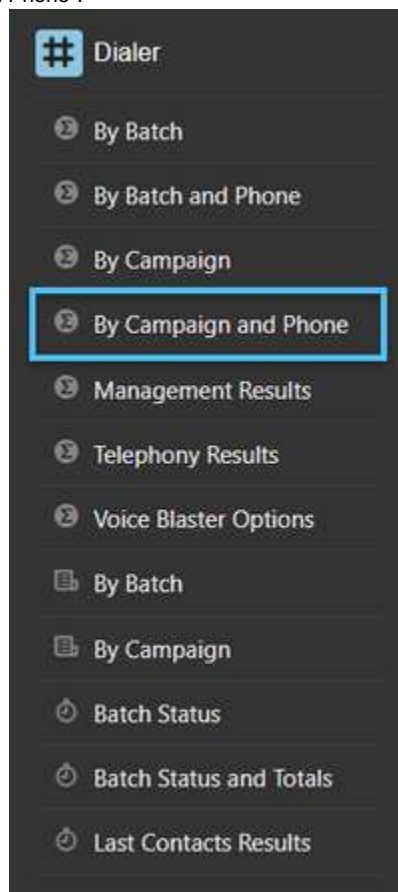 Dialer
By Batch
By Batch and Phone
By Campaign
By Campaign and Phone
Management Results
Telephony Results
Voice Blaster Options
By Batch
By Campaign
Batch Status
Batch Status and Totals
Last Contacts Results